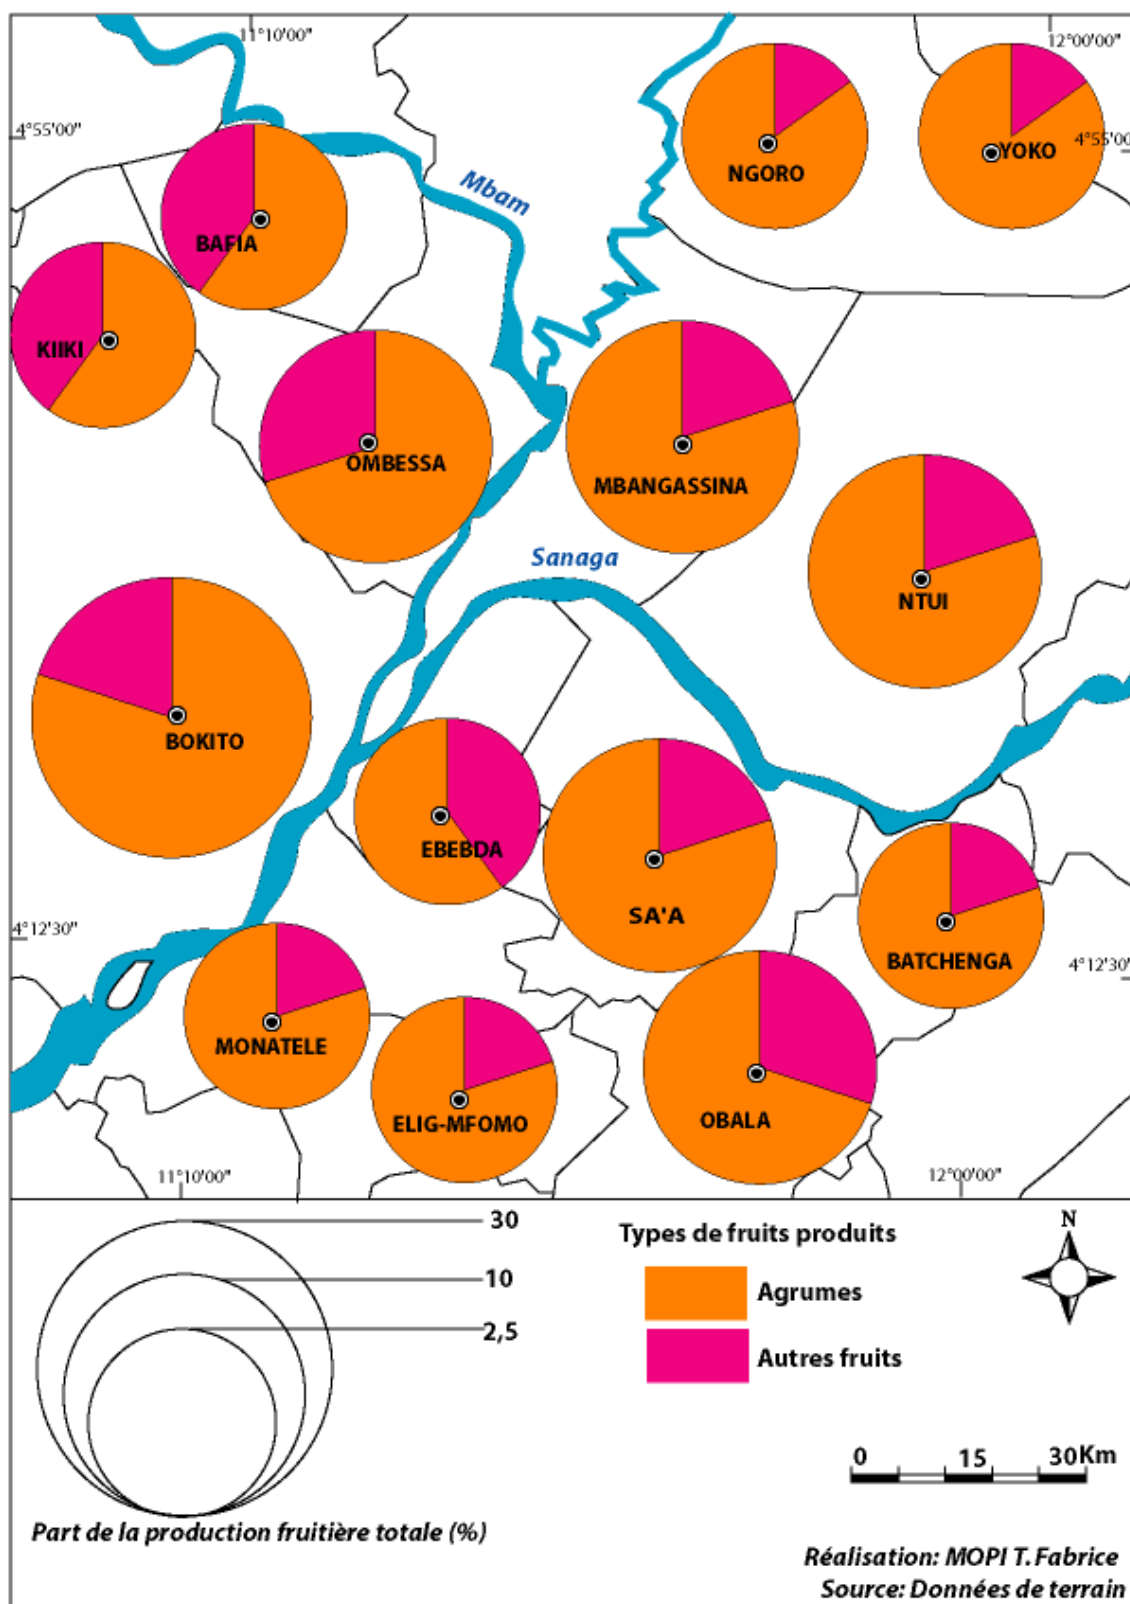 11°10'00"
12°00'00"
4°55'00"
4°55'00"
Mbam
NGORO
YOKO
BAFIA
KIIKI
OMBESSA
MBANGASSINA
Sanaga
NTUI
BOKITO
EBEBDA
SA'A
BATCHENGA
4°12'30"
4°12'30"
MONATELE
ELIG-MFOMO
OBALA
11°10'00"
12°00'00"
30
10
2,5
Part de la production fruitière totale (%)
Types de fruits produits
Agrumes
Autres fruits
N
0 15 30Km
Réalisation: MOPI T. Fabrice
Source: Données de terrain